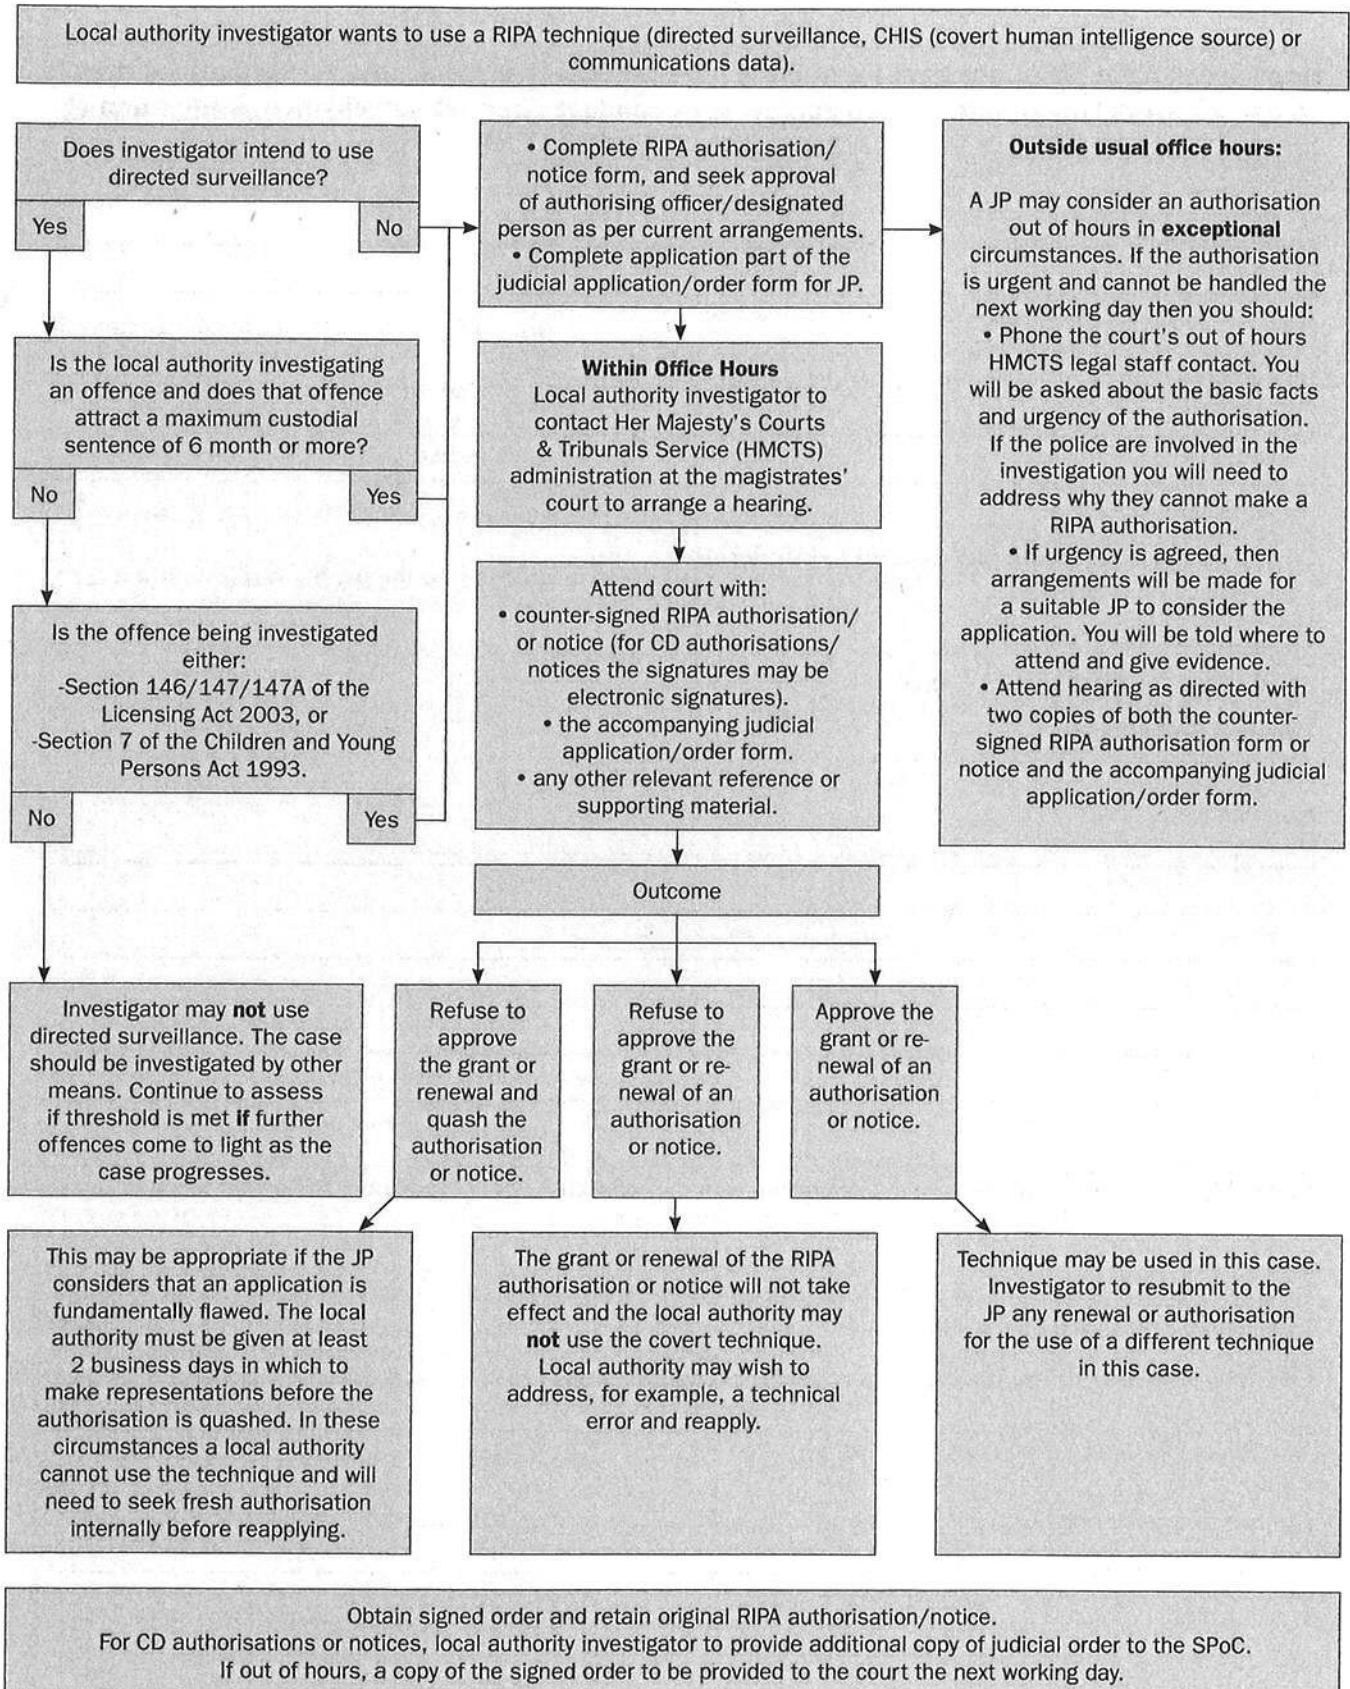 Local authority investigator wants to use a RIPA technique (directed surveillance, CHIS (covert human intelligence source) or
communications data).
Does investigator intend to use
directed surveillance?
Yes
No
Is the local authority investigating
an offence and does that offence
attract a maximum custodial
sentence of 6 month or more?
No
Yes
Is the offence being investigated
either:
-Section 146/147/147A of the
Licensing Act 2003, or
-Section 7 of the Children and Young
Persons Act 1993.
No
Yes
• Complete RIPA authorisation/
notice form, and seek approval
of authorising officer/designated
person as per current arrangements.
• Complete application part of the
judicial application/order form for JP.
Within Office Hours
Local authority investigator to
contact Her Majesty's Courts
& Tribunals Service (HMCTS)
administration at the magistrates'
court to arrange a hearing.
Attend court with:
• counter-signed RIPA authorisation/
or notice (for CD authorisations/
notices the signatures may be
electronic signatures).
• the accompanying judicial
application/order form.
• any other relevant reference or
supporting material.
Outside usual office hours:
A JP may consider an authorisation
out of hours in exceptional
circumstances. If the authorisation
is urgent and cannot be handled the
next working day then you should:
• Phone the court's out of hours
HMCTS legal staff contact. You
will be asked about the basic facts
and urgency of the authorisation.
If the police are involved in the
investigation you will need to
address why they cannot make a
RIPA authorisation.
• If urgency is agreed, then
arrangements will be made for
a suitable JP to consider the
application. You will be told where to
attend and give evidence.
• Attend hearing as directed with
two copies of both the counter-
signed RIPA authorisation form or
notice and the accompanying judicial
application/order form.
Outcome
Investigator may not use
directed surveillance. The case
should be investigated by other
means. Continue to assess
if threshold is met if further
offences come to light as the
case progresses.
Refuse to
approve
the grant or
renewal and
quash the
authorisation
or notice.
Refuse to
approve the
grant or re-
newal of an
authorisation
or notice.
Approve the
grant or re-
newal of an
authorisation
or notice.
This may be appropriate if the JP
considers that an application is
fundamentally flawed. The local
authority must be given at least
2 business days in which to
make representations before the
authorisation is quashed. In these
circumstances a local authority
cannot use the technique and will
need to seek fresh authorisation
internally before reapplying.
The grant or renewal of the RIPA
authorisation or notice will not take
effect and the local authority may
not use the covert technique.
Local authority may wish to
address, for example, a technical
error and reapply.
Technique may be used in this case.
Investigator to resubmit to the
JP any renewal or authorisation
for the use of a different technique
in this case.
Obtain signed order and retain original RIPA authorisation/notice.
For CD authorisations or notices, local authority investigator to provide additional copy of judicial order to the SPoC.
If out of hours, a copy of the signed order to be provided to the court the next working day.